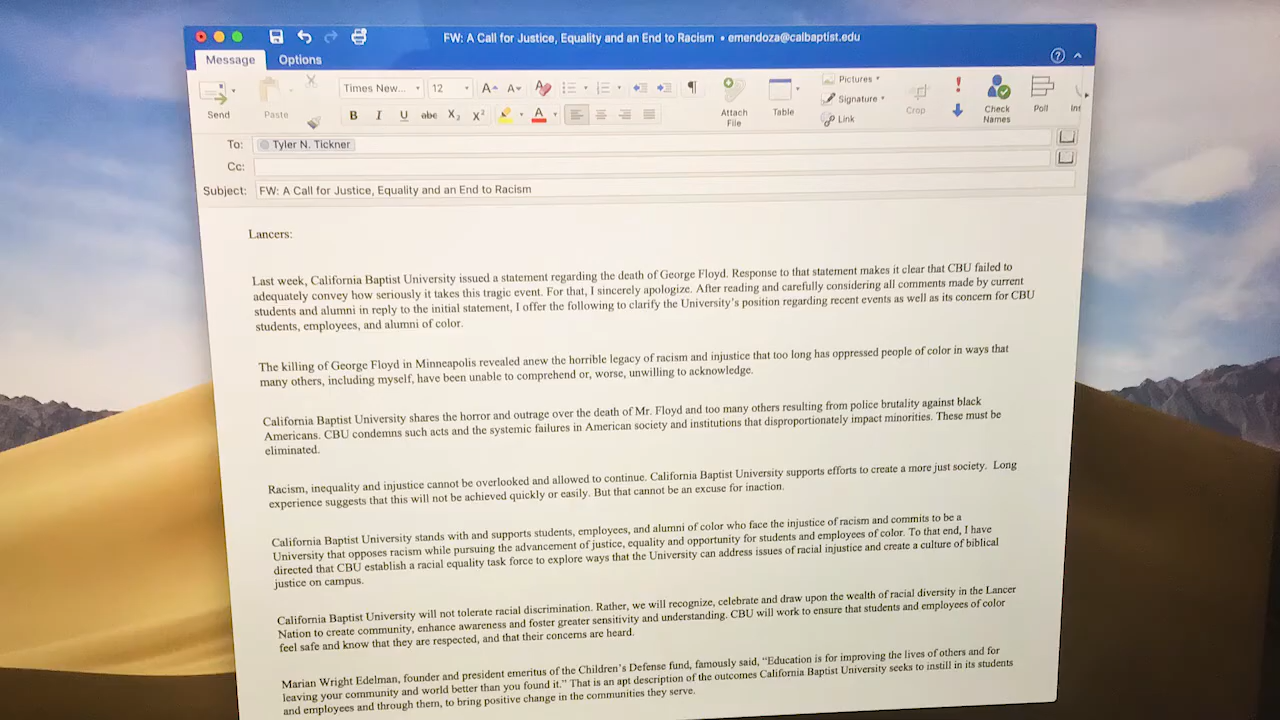 FW: A Call for Justice, Equality and an End to Racism • emendoza@calbaptist.edu
Message Options
Send
Paste
Times New... 12
A A
B I U abc X2 X2 A
Attach File
Table
Pictures
Signature
Link
Crop
Check Names
Poll
Int
To: Tyler N. Tickner
Cc:
Subject: FW: A Call for Justice, Equality and an End to Racism
Lancers:
Last week, California Baptist University issued a statement regarding the death of George Floyd. Response to that statement makes it clear that CBU failed to
adequately convey how seriously it takes this tragic event. For that, I sincerely apologize. After reading and carefully considering all comments made by current
students and alumni in reply to the initial statement, I offer the following to clarify the University's position regarding recent events as well as its concern for CBU
students, employees, and alumni of color.
The killing of George Floyd in Minneapolis revealed anew the horrible legacy of racism and injustice that too long has oppressed people of color in ways that
many others, including myself, have been unable to comprehend or, worse, unwilling to acknowledge.
California Baptist University shares the horror and outrage over the death of Mr. Floyd and too many others resulting from police brutality against black
Americans. CBU condemns such acts and the systemic failures in American society and institutions that disproportionately impact minorities. These must be
eliminated.
Racism, inequality and injustice cannot be overlooked and allowed to continue. California Baptist University supports efforts to create a more just society. Long
experience suggests that this will not be achieved quickly or easily. But that cannot be an excuse for inaction.
California Baptist University stands with and supports students, employees, and alumni of color who face the injustice of racism and commits to be a
University that opposes racism while pursuing the advancement of justice, equality and opportunity for students and employees of color. To that end, I have
directed that CBU establish a racial equality task force to explore ways that the University can address issues of racial injustice and create a culture of biblical
justice on campus.
California Baptist University will not tolerate racial discrimination. Rather, we will recognize, celebrate and draw upon the wealth of racial diversity in the Lancer
Nation to create community, enhance awareness and foster greater sensitivity and understanding. CBU will work to ensure that students and employees of color
feel safe and know that they are respected, and that their concerns are heard.
Marian Wright Edelman, founder and president emeritus of the Children's Defense fund, famously said, "Education is for improving the lives of others and for
leaving your community and world better than you found it." That is an apt description of the outcomes California Baptist University seeks to instill in its students
and employees and through them, to bring positive change in the communities they serve.